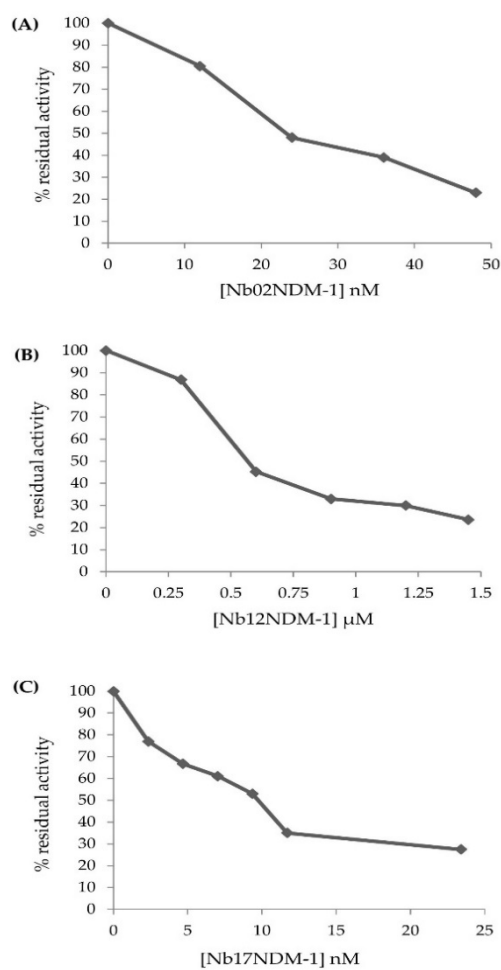 (A)
100
90
80
70
60
50
40
30
20
10
0
% residual activity
0 10 20 30 40 50
[Nb02NDM-1] nM
(B)
100
90
80
70
60
50
40
30
20
10
0
% residual activity
0 0.25 0.5 0.75 1 1.25 1.5
[Nb12NDM-1] µM
(C)
100
90
80
70
60
50
40
30
20
10
0
% residual activity
0 5 10 15 20 25
[Nb17NDM-1] nM